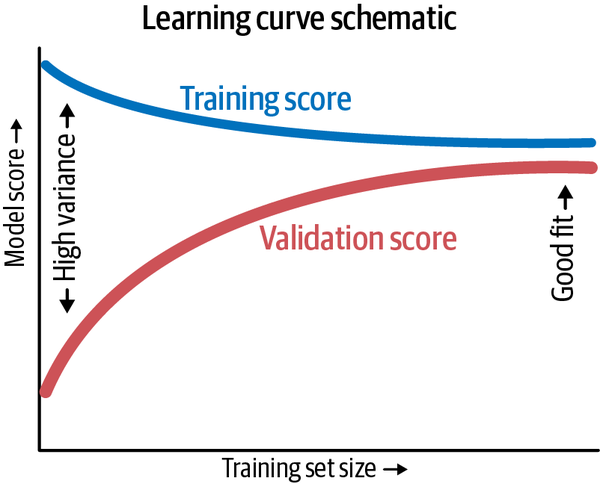 Learning curve schematic
Training score
Validation score
Model score →
← High variance →
Good fit →
Training set size →